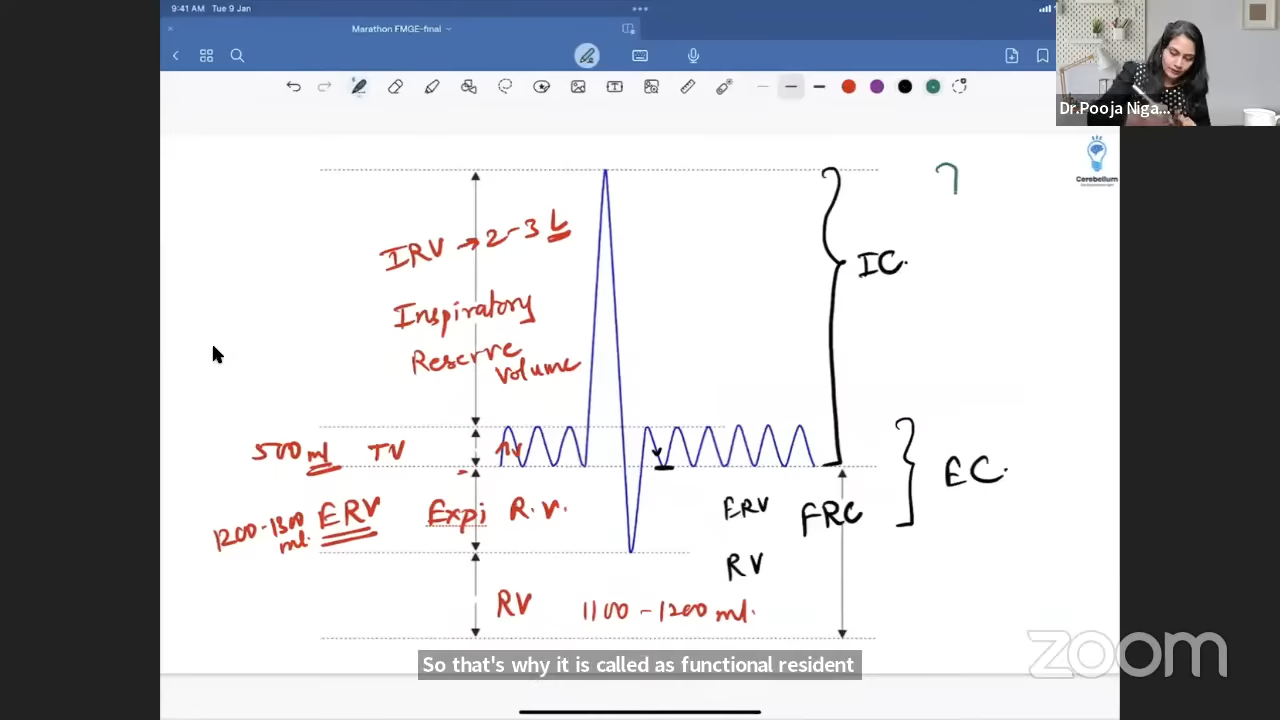 9:41 AM Tue 9 Jan
Marathon FMGE-final
Dr.Pooja Niga...
Cerebellum
IRV → 2-3 L
IC.
Inspiratory
Reserve
volume
500 ml TV
EC.
1200-1300 ml. ERV Expi R.V.
ERV FRC
RV
RV 1100-1200 ml.
zoom
So that's why it is called as functional resident